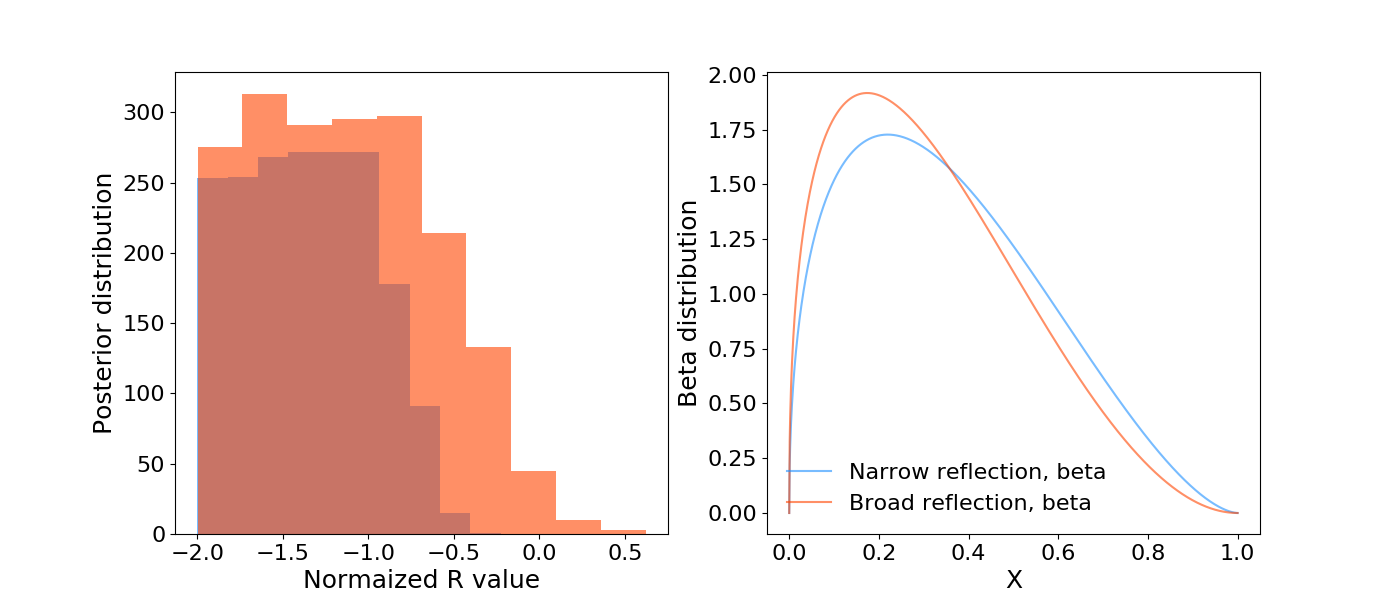 Posterior distribution
300
250
200
150
100
50
0
−2.0 −1.5 −1.0 −0.5 0.0 0.5
Normaized R value
Beta distribution
2.00
1.75
1.50
1.25
1.00
0.75
0.50
0.25
0.00
Narrow reflection, beta
Broad reflection, beta
0.0 0.2 0.4 0.6 0.8 1.0
X